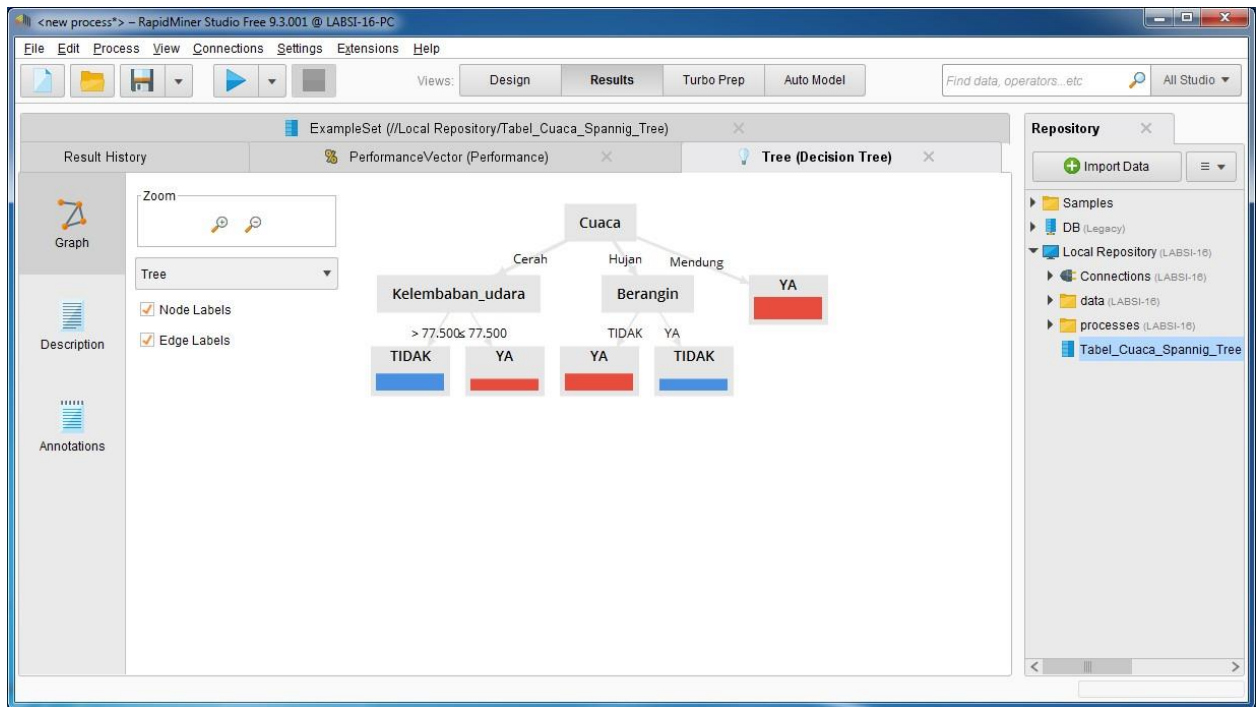 <new process*> – RapidMiner Studio Free 9.3.001 @ LABSI-16-PC
File Edit Process View Connections Settings Extensions Help
Views: Design Results Turbo Prep Auto Model Find data, operators...etc All Studio
ExampleSet (//Local Repository/Tabel_Cuaca_Spannig_Tree)
Result History PerformanceVector (Performance) Tree (Decision Tree)
Graph
Description
Annotations
Zoom
Tree
Node Labels
Edge Labels
Cuaca
Cerah Hujan Mendung
Kelembaban_udara Berangin YA
> 77.500 ≤ 77.500 TIDAK YA
TIDAK YA YA TIDAK
Repository
Import Data
Samples
DB (Legacy)
Local Repository (LABSI-16)
Connections (LABSI-16)
data (LABSI-16)
processes (LABSI-16)
Tabel_Cuaca_Spannig_Tree